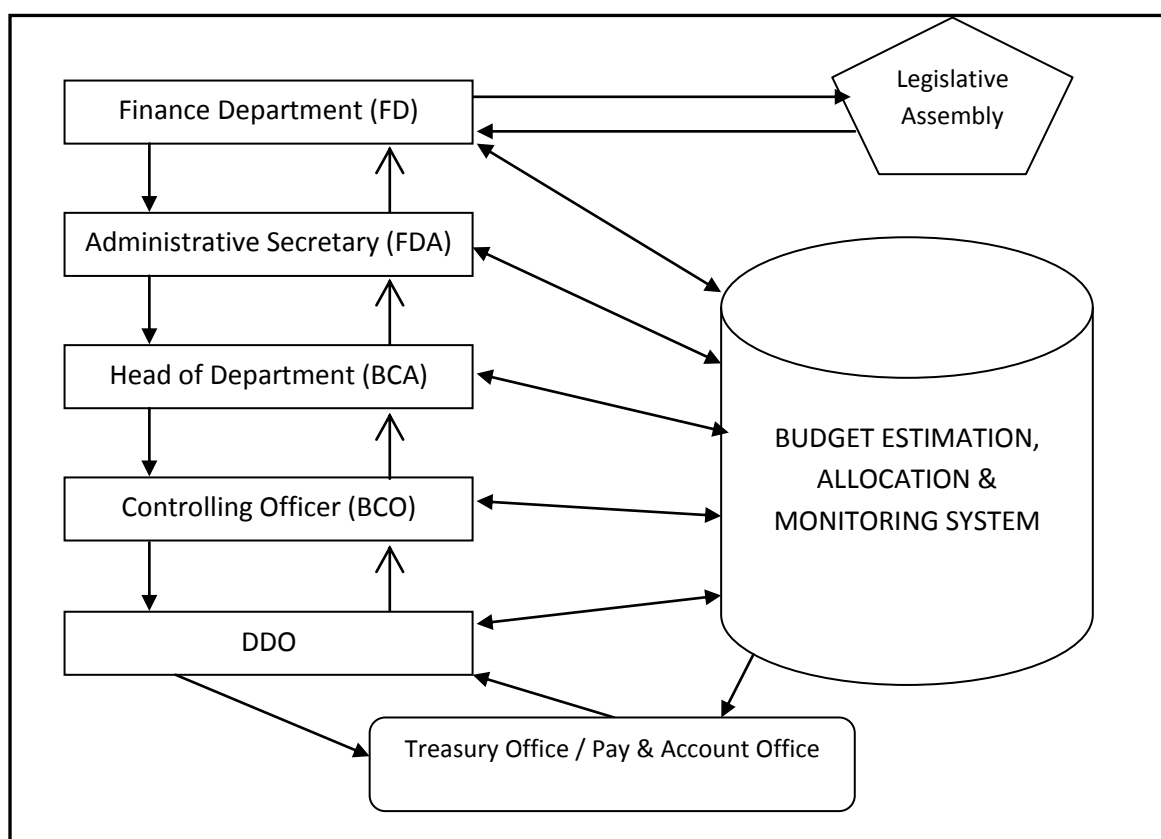 Finance Department (FD)
Legislative
Assembly
Administrative Secretary (FDA)
Head of Department (BCA)
Controlling Officer (BCO)
DDO
BUDGET ESTIMATION,
ALLOCATION &
MONITORING SYSTEM
Treasury Office / Pay & Account Office